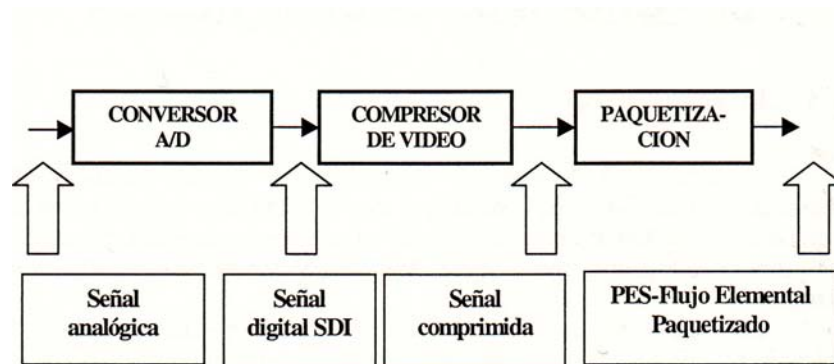 CONVERSOR
A/D
COMPRESOR
DE VIDEO
PAQUETIZA-
CION
Señal
analógica
Señal
digital SDI
Señal
comprimida
PES-Flujo Elemental
Paquetizado